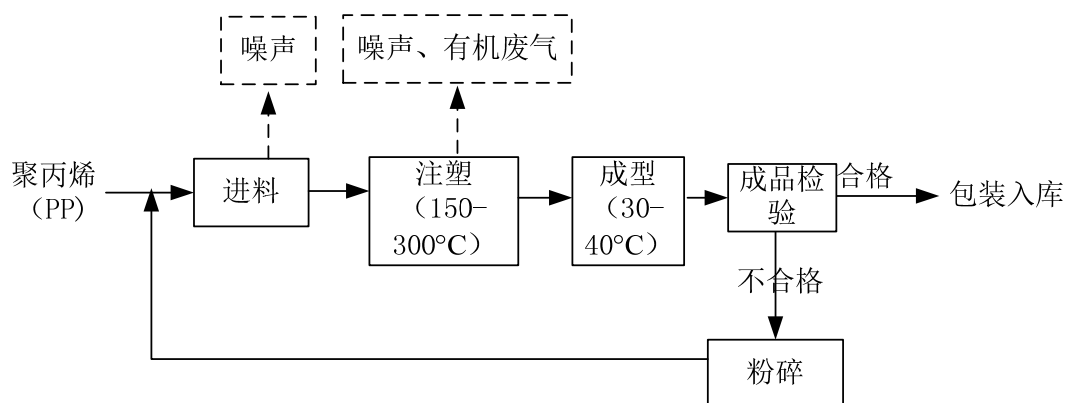 噪声
噪声、有机废气
聚丙烯
（PP）
进料
注塑
（150-
300°C）
成型
（30-
40°C）
成品检
验
合格
包装入库
不合格
粉碎